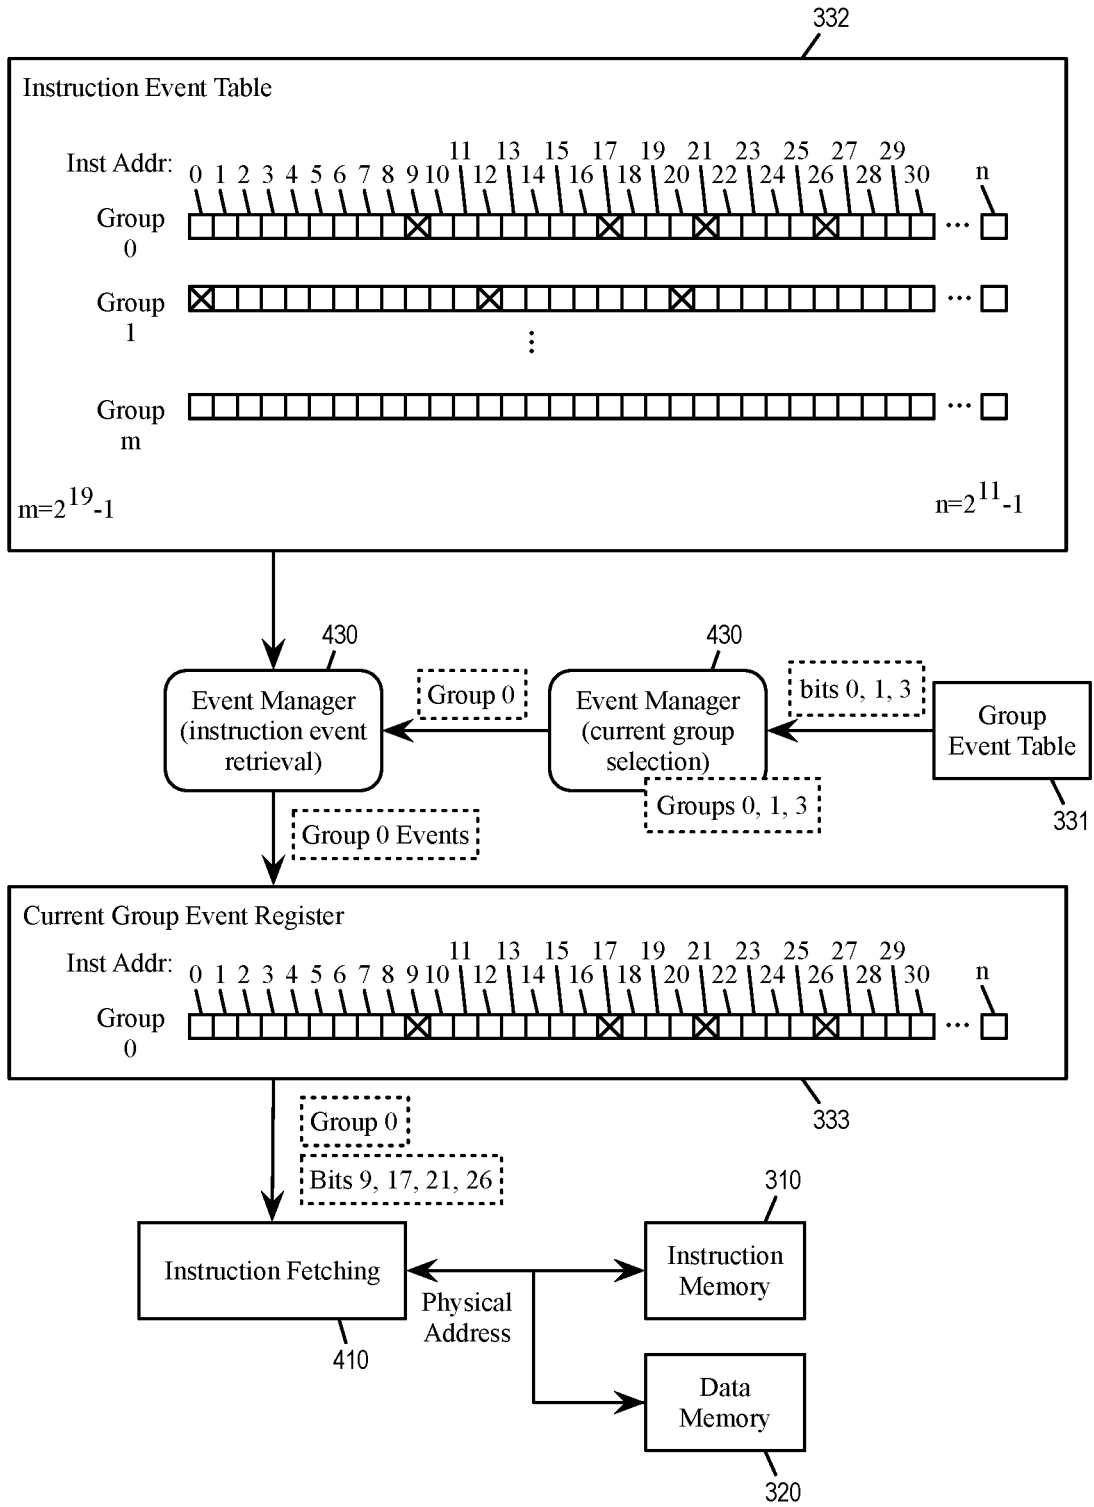 332
Instruction Event Table
11 13 15 17 19 21 23 25 27 29
Inst Addr: 0 1 2 3 4 5 6 7 8 9 10 12 14 16 18 20 22 24 26 28 30 n
Group
0
...
Group
1
...
...
Group
m
...
m=2^19-1
n=2^11-1
430
430
Event Manager
(instruction event
retrieval)
Group 0
Event Manager
(current group
selection)
Groups 0, 1, 3
bits 0, 1, 3
Group
Event Table
331
Group 0 Events
Current Group Event Register
11 13 15 17 19 21 23 25 27 29
Inst Addr: 0 1 2 3 4 5 6 7 8 9 10 12 14 16 18 20 22 24 26 28 30 n
Group
0
...
333
Group 0
Bits 9, 17, 21, 26
310
Instruction Fetching
410
Physical
Address
Instruction
Memory
Data
Memory
320